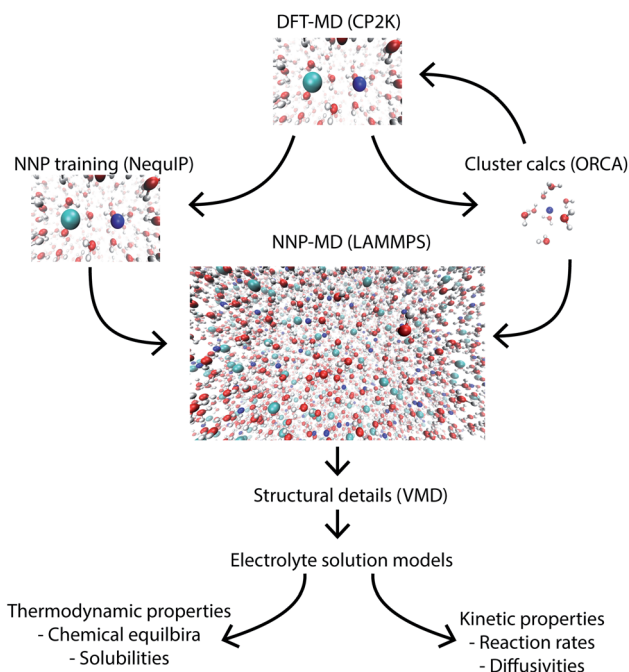 DFT-MD (CP2K)
NNP training (NequIP)
Cluster calcs (ORCA)
NNP-MD (LAMMPS)
Structural details (VMD)
Electrolyte solution models
Thermodynamic properties
- Chemical equilbira
- Solubilities
Kinetic properties
- Reaction rates
- Diffusivities